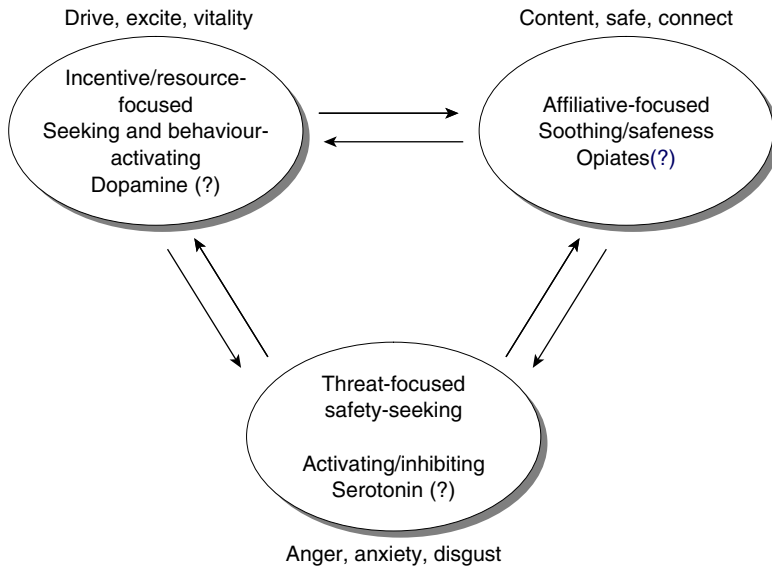 Drive, excite, vitality
Incentive/resource-
focused
Seeking and behaviour-
activating
Dopamine (?)
Content, safe, connect
Affiliative-focused
Soothing/safeness
Opiates(?)
Threat-focused
safety-seeking
Activating/inhibiting
Serotonin (?)
Anger, anxiety, disgust